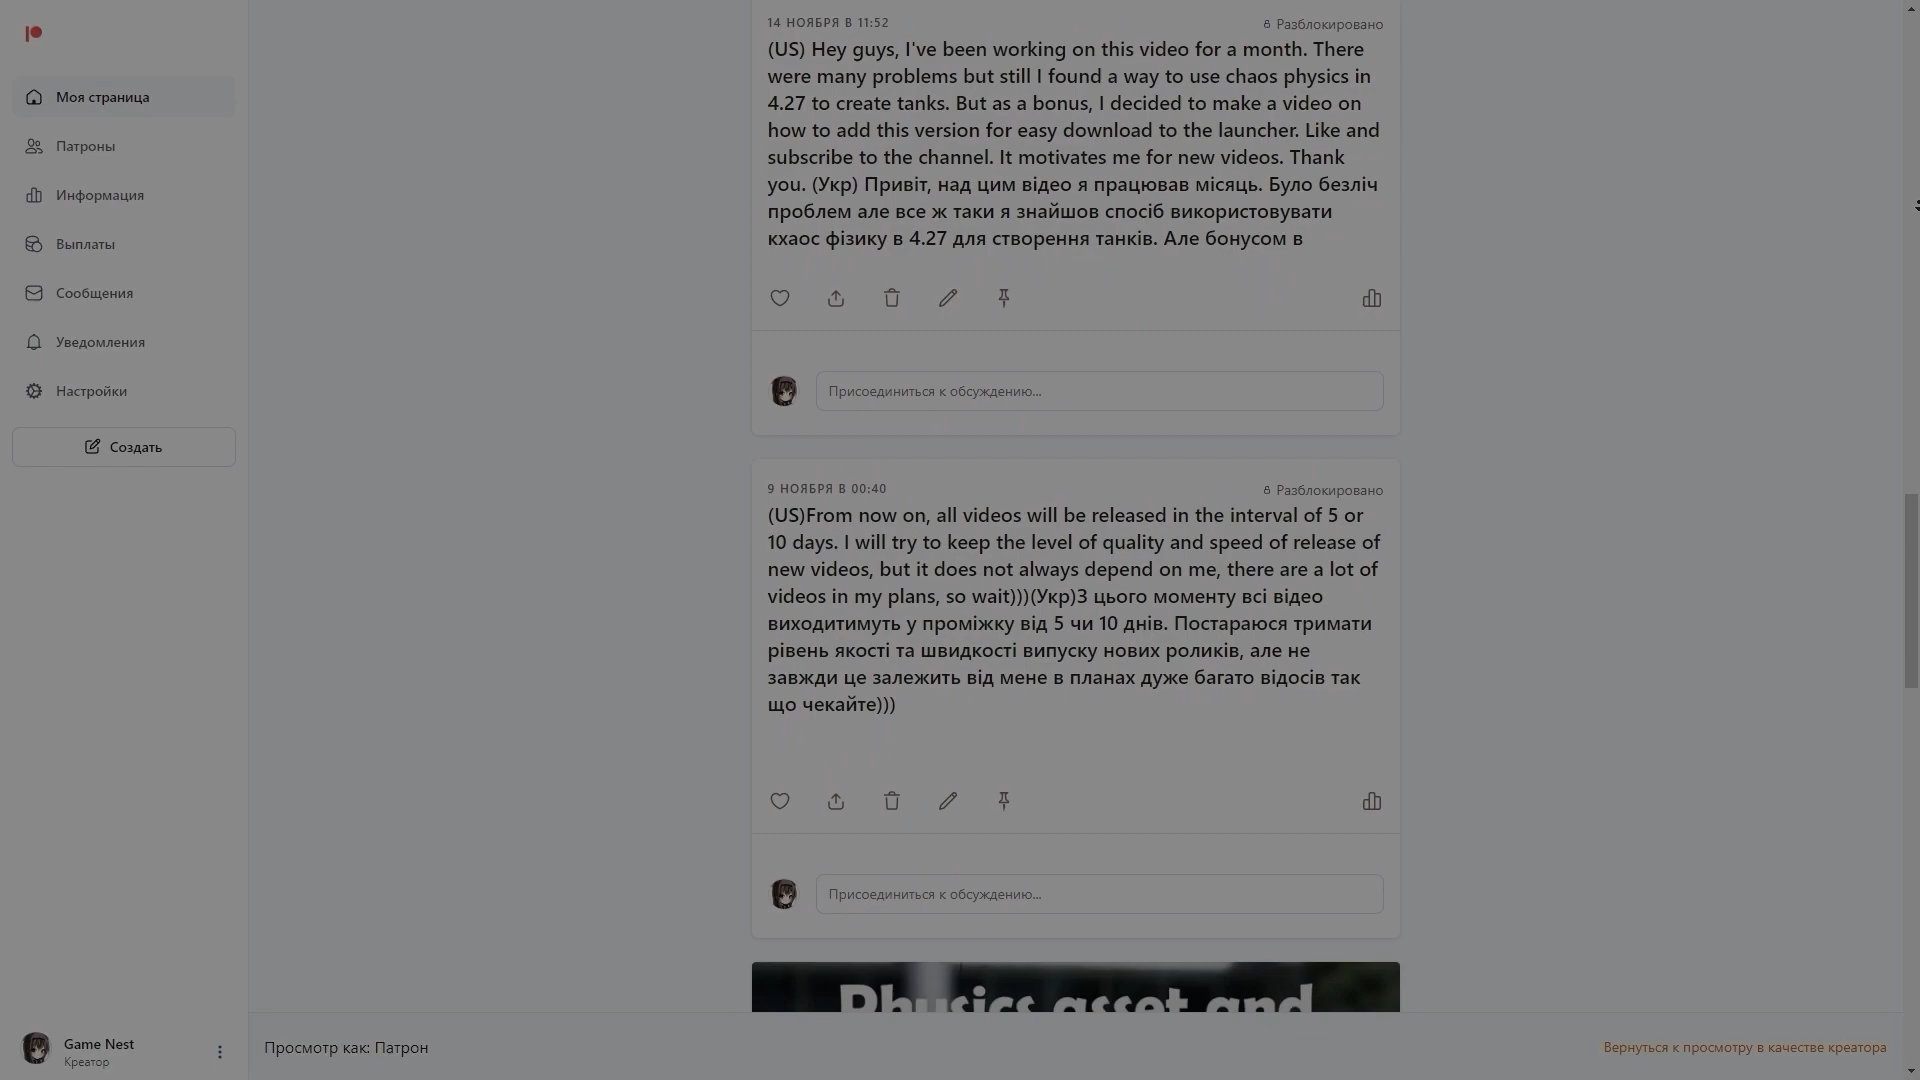 Моя страница
Патроны
Информация
Выплаты
Сообщения
Уведомления
Настройки
Создать
14 НОЯБРЯ В 11:52
Разблокировано
(US) Hey guys, I've been working on this video for a month. There
were many problems but still I found a way to use chaos physics in
4.27 to create tanks. But as a bonus, I decided to make a video on
how to add this version for easy download to the launcher. Like and
subscribe to the channel. It motivates me for new videos. Thank
you. (Укр) Привіт, над цим відео я працював місяць. Було безліч
проблем але все ж таки я знайшов спосіб використовувати
кхаос фізику в 4.27 для створення танків. Але бонусом в
Присоединиться к обсуждению...
9 НОЯБРЯ В 00:40
Разблокировано
(US)From now on, all videos will be released in the interval of 5 or
10 days. I will try to keep the level of quality and speed of release of
new videos, but it does not always depend on me, there are a lot of
videos in my plans, so wait)))(Укр)З цього моменту всі відео
виходитимуть у проміжку від 5 чи 10 днів. Постараюся тримати
рівень якості та швидкості випуску нових роликів, але не
завжди це залежить від мене в планах дуже багато відосів так
що чекайте)))
Присоединиться к обсуждению...
Physics asset and
Game Nest
Креатор
Просмотр как: Патрон
Вернуться к просмотру в качестве креатора